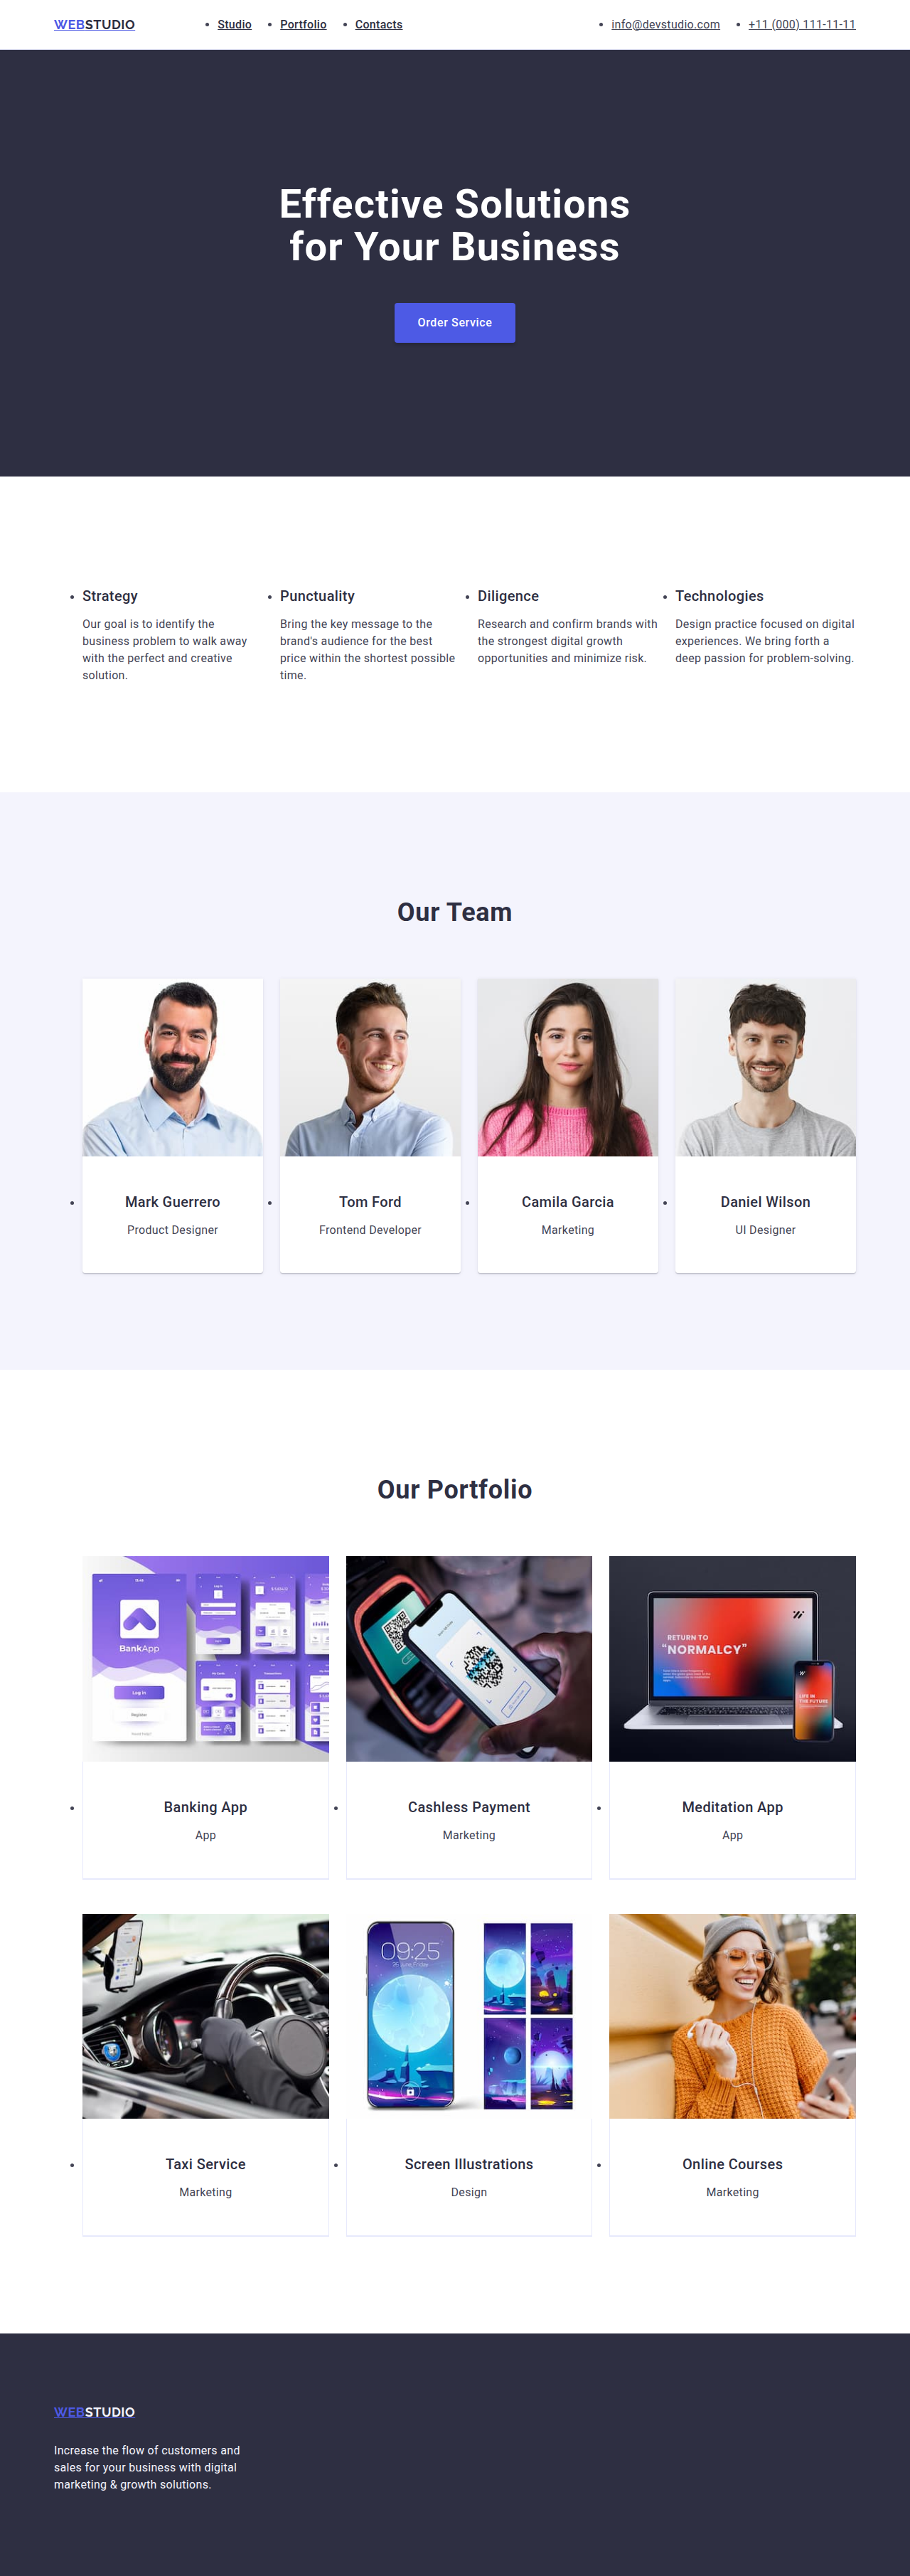 WEBSTUDIO
Studio
Portfolio
Contacts
info@devstudio.com
+11 (000) 111-11-11
Effective Solutions
for Your Business
Order Service
Strategy
Our goal is to identify the
business problem to walk away
with the perfect and creative
solution.
Punctuality
Bring the key message to the
brand's audience for the best
price within the shortest possible
time.
Diligence
Research and confirm brands with
the strongest digital growth
opportunities and minimize risk.
Technologies
Design practice focused on digital
experiences. We bring forth a
deep passion for problem-solving.
Our Team
Mark Guerrero
Product Designer
Tom Ford
Frontend Developer
Camila Garcia
Marketing
Daniel Wilson
UI Designer
Our Portfolio
BankApp
Log in
Register
Banking App
App
Cashless Payment
Marketing
RETURN TO
"NORMALCY"
LIFE IN
THE FUTURE
Meditation App
App
Taxi Service
Marketing
09:25
Screen Illustrations
Design
Online Courses
Marketing
WEBSTUDIO
Increase the flow of customers and
sales for your business with digital
marketing & growth solutions.